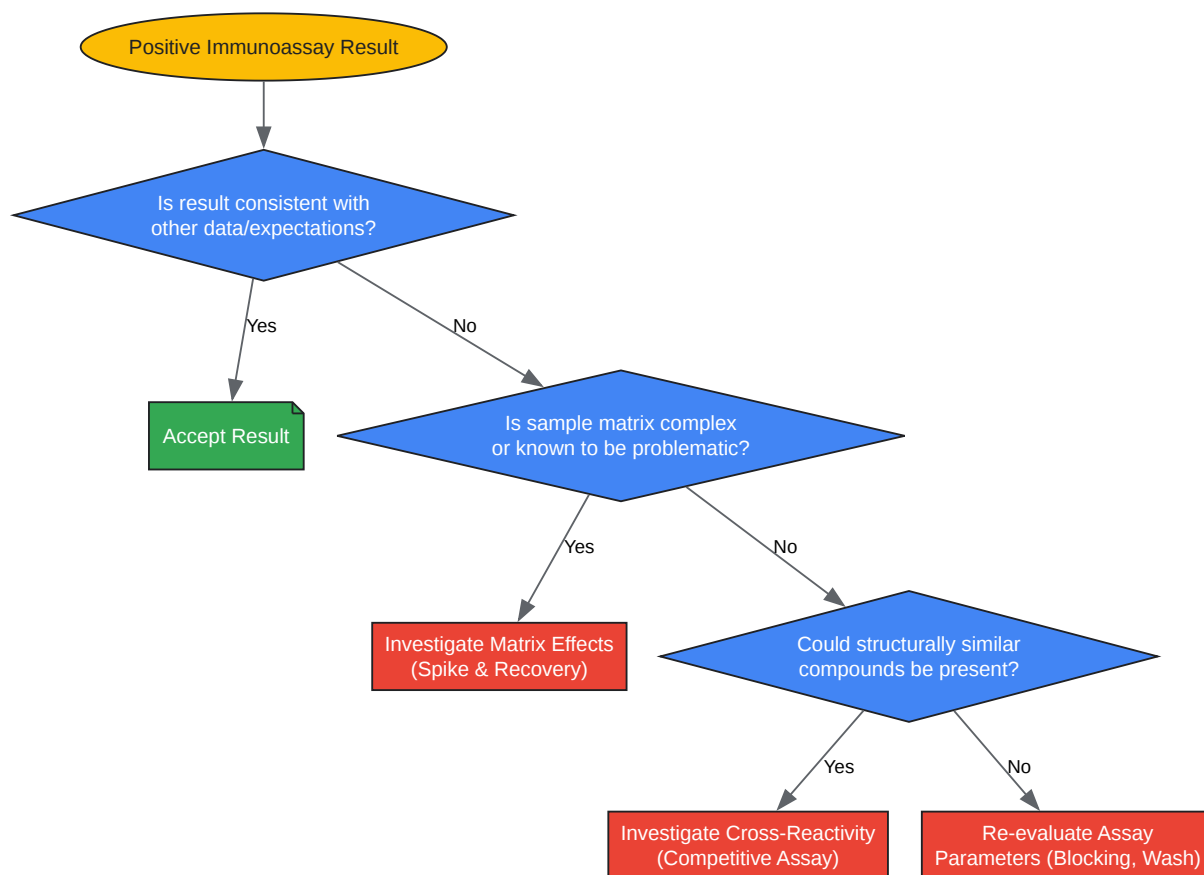 Positive Immunoassay Result
Is result consistent with
other data/expectations?
Yes
No
Accept Result
Is sample matrix complex
or known to be problematic?
Yes
No
Investigate Matrix Effects
(Spike & Recovery)
Could structurally similar
compounds be present?
Yes
No
Investigate Cross-Reactivity
(Competitive Assay)
Re-evaluate Assay
Parameters (Blocking, Wash)